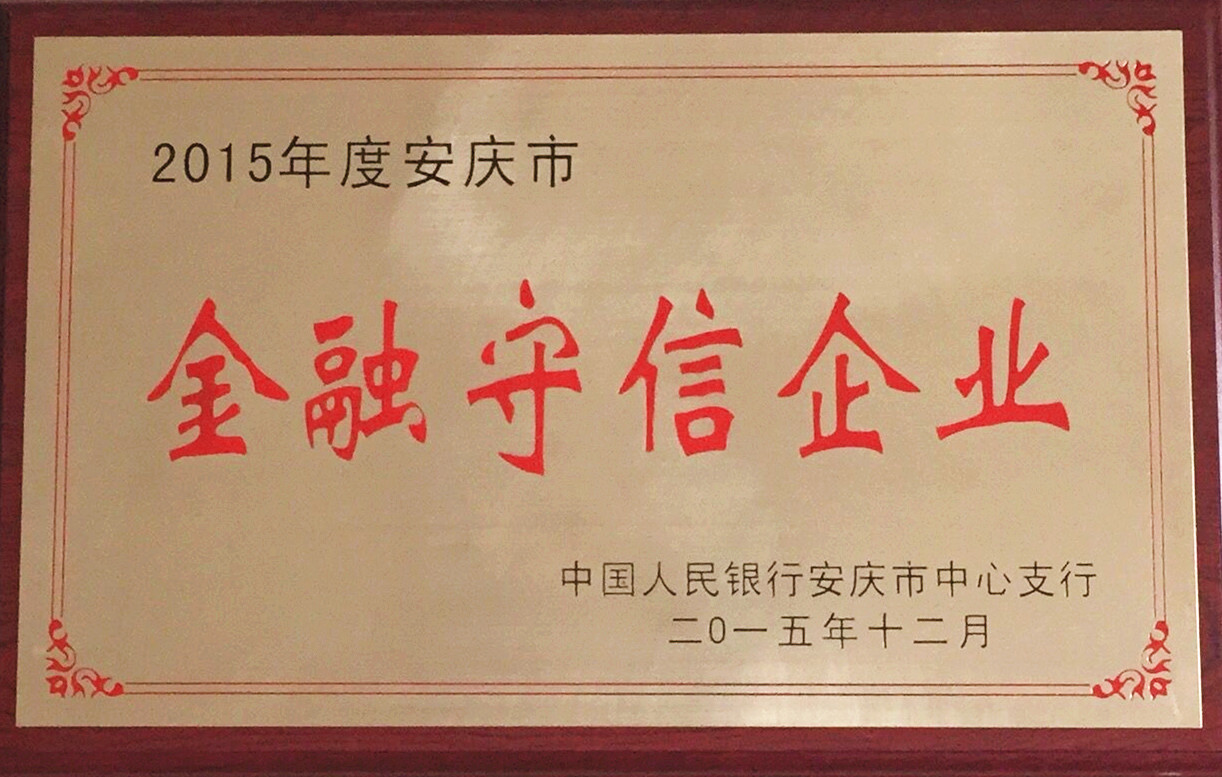 2015年度安庆市
金融守信企业
中国人民银行安庆市中心支行
二0一五年十二月